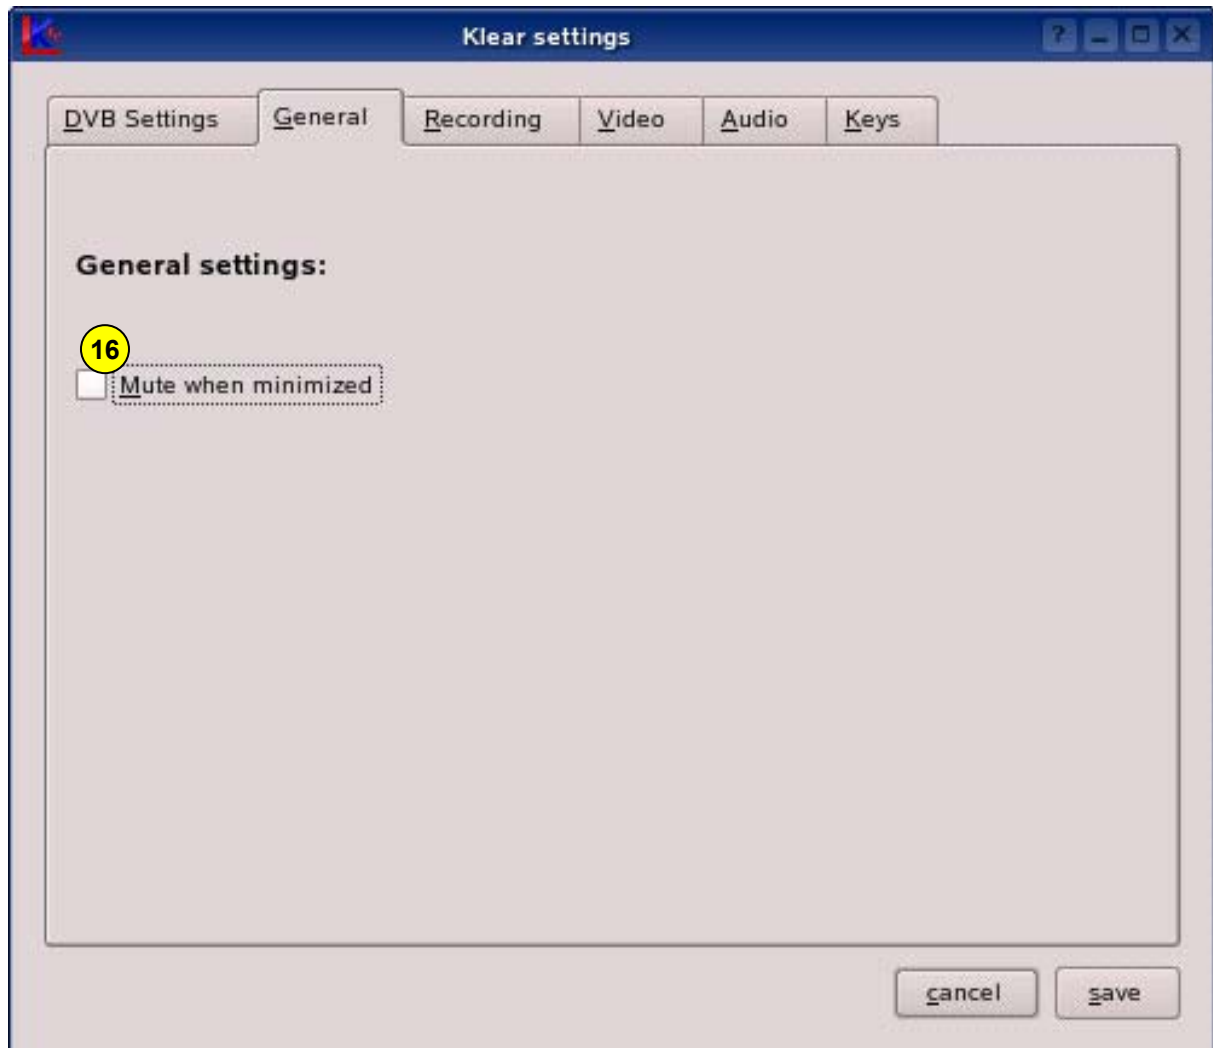 Klear settings
DVB Settings General Recording Video Audio Keys
General settings:
16
Mute when minimized
cancel save